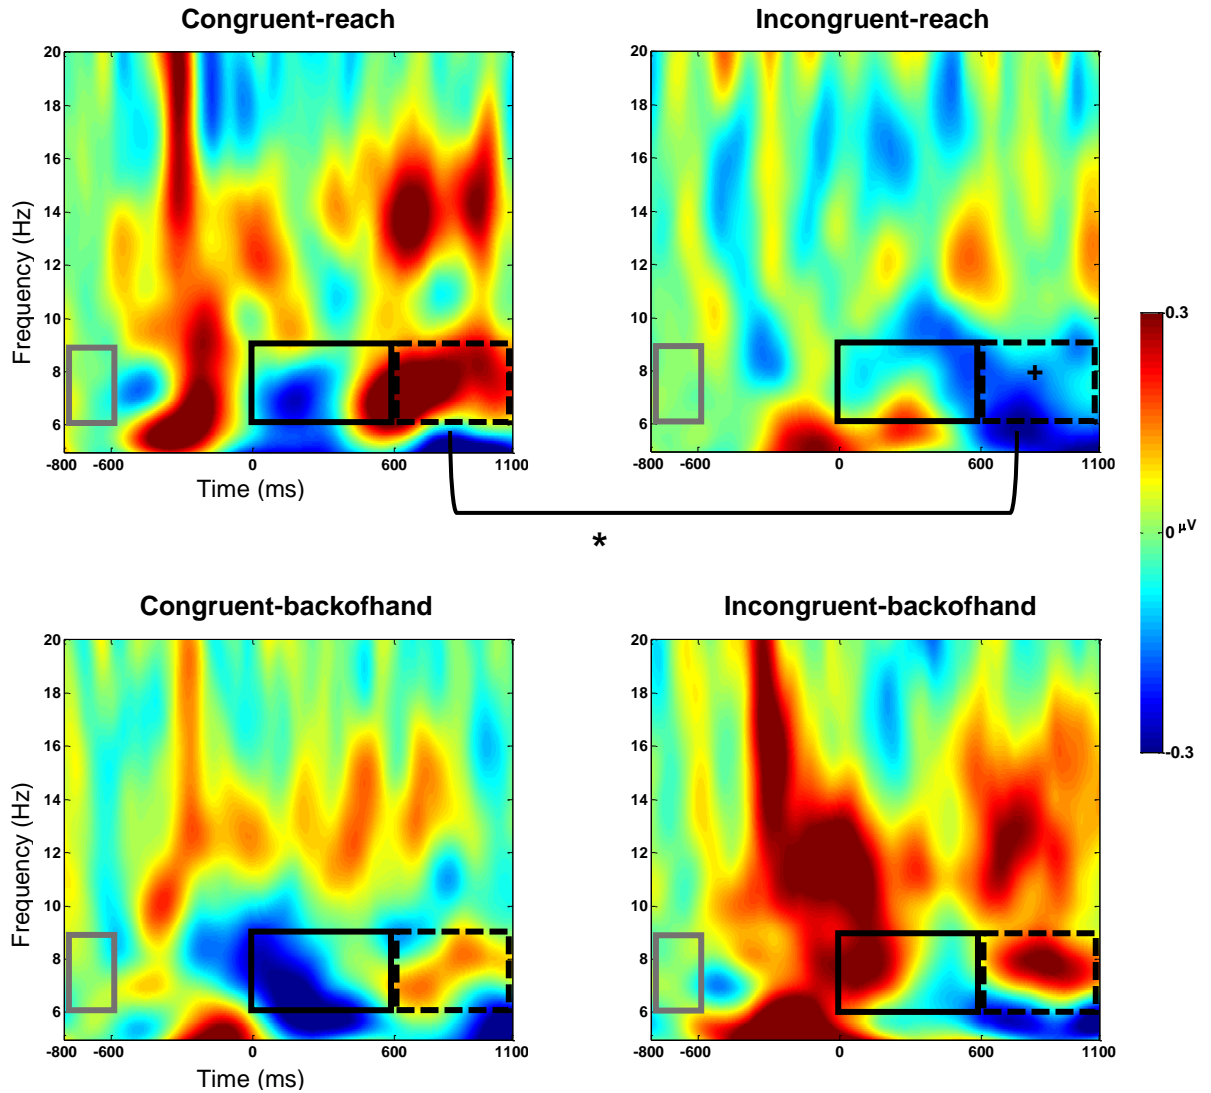 Congruent-reach
Incongruent-reach
20
18
16
14
12
10
8
6
Frequency (Hz)
-800 -600 0 600 1100
Time (ms)
20
18
16
14
12
10
8
6
+
-800 -600 0 600 1100
*
0.3
0 µV
-0.3
Congruent-backofhand
Incongruent-backofhand
20
18
16
14
12
10
8
6
Frequency (Hz)
-800 -600 0 600 1100
Time (ms)
20
18
16
14
12
10
8
6
-800 -600 0 600 1100